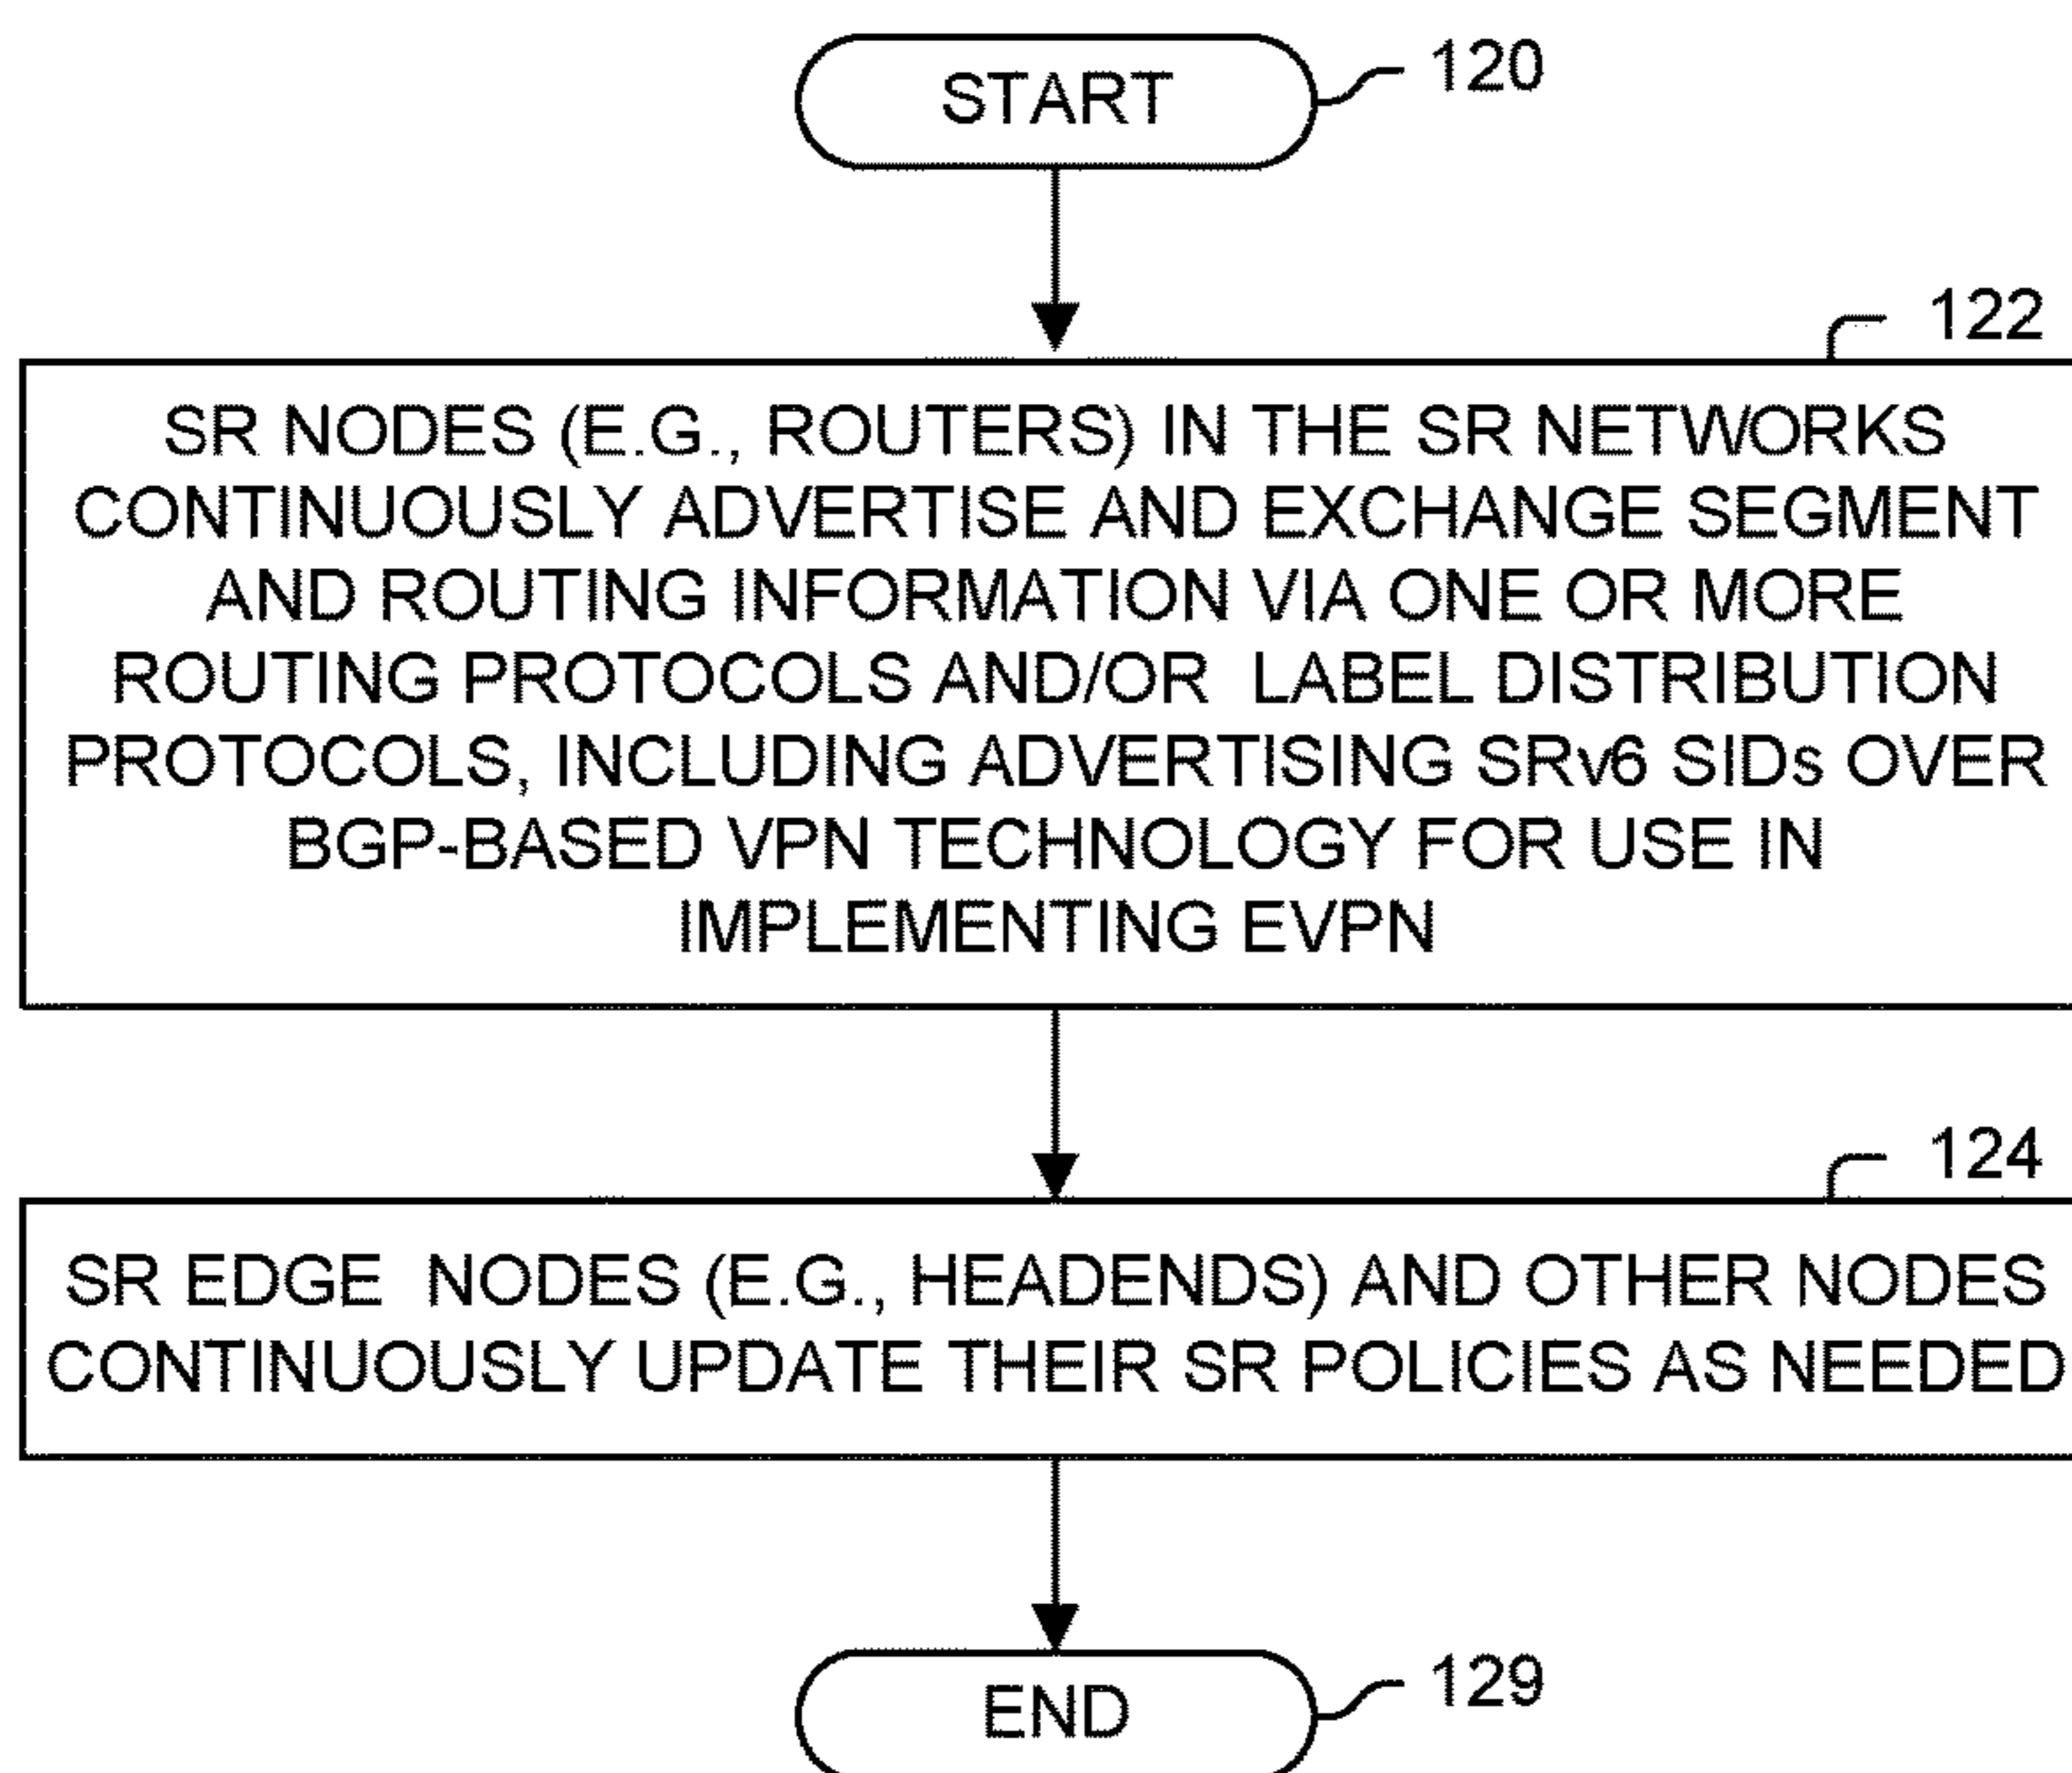 START
120
122
SR NODES (E.G., ROUTERS) IN THE SR NETWORKS
CONTINUOUSLY ADVERTISE AND EXCHANGE SEGMENT
AND ROUTING INFORMATION VIA ONE OR MORE
ROUTING PROTOCOLS AND/OR LABEL DISTRIBUTION
PROTOCOLS, INCLUDING ADVERTISING SRv6 SIDs OVER
BGP-BASED VPN TECHNOLOGY FOR USE IN
IMPLEMENTING EVPN
124
SR EDGE NODES (E.G., HEADENDS) AND OTHER NODES
CONTINUOUSLY UPDATE THEIR SR POLICIES AS NEEDED
END
129